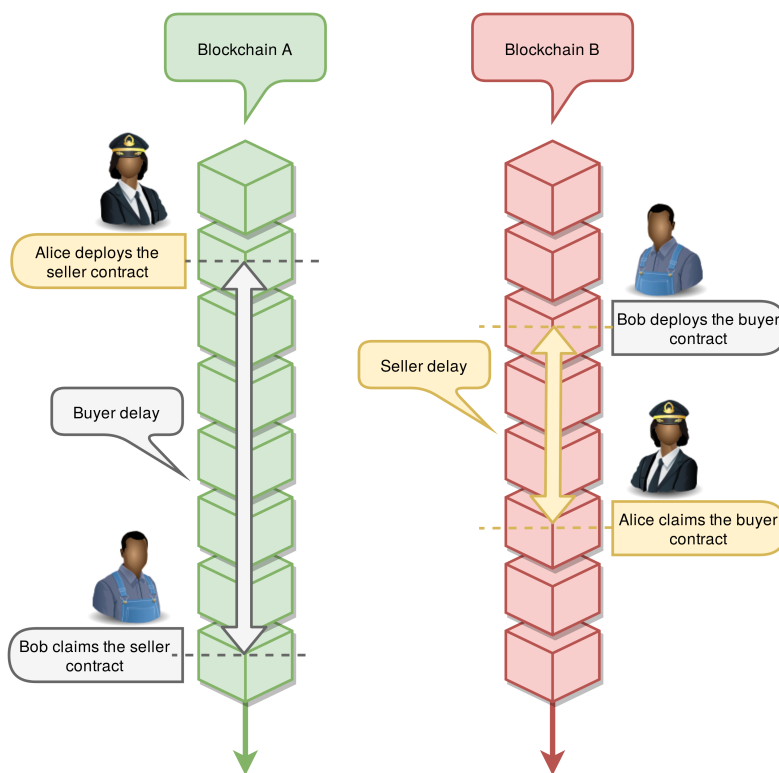 Blockchain A
Blockchain B
Alice deploys the
seller contract
Bob deploys the buyer
contract
Seller delay
Buyer delay
Alice claims the buyer
contract
Bob claims the seller
contract